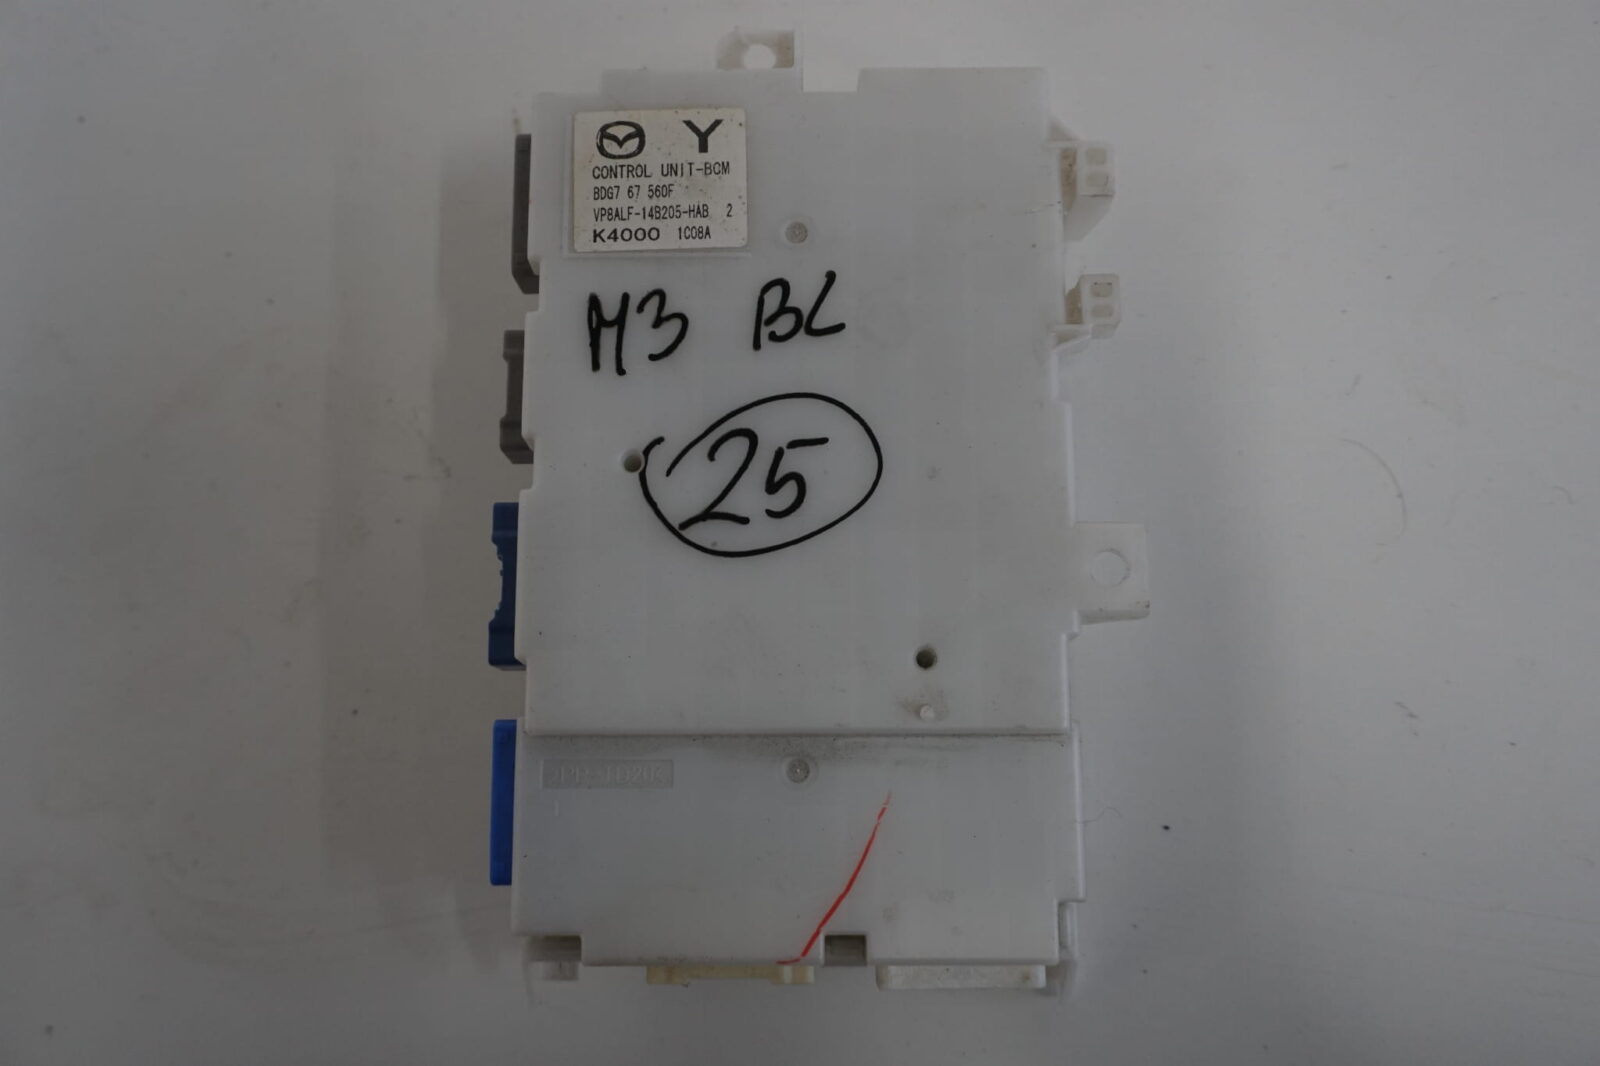 Y
CONTROL UNIT-BCM
BDG7 67 560F
VP8ALF-14B205-HAB 2
K4000 1C08A
M3 BL
25